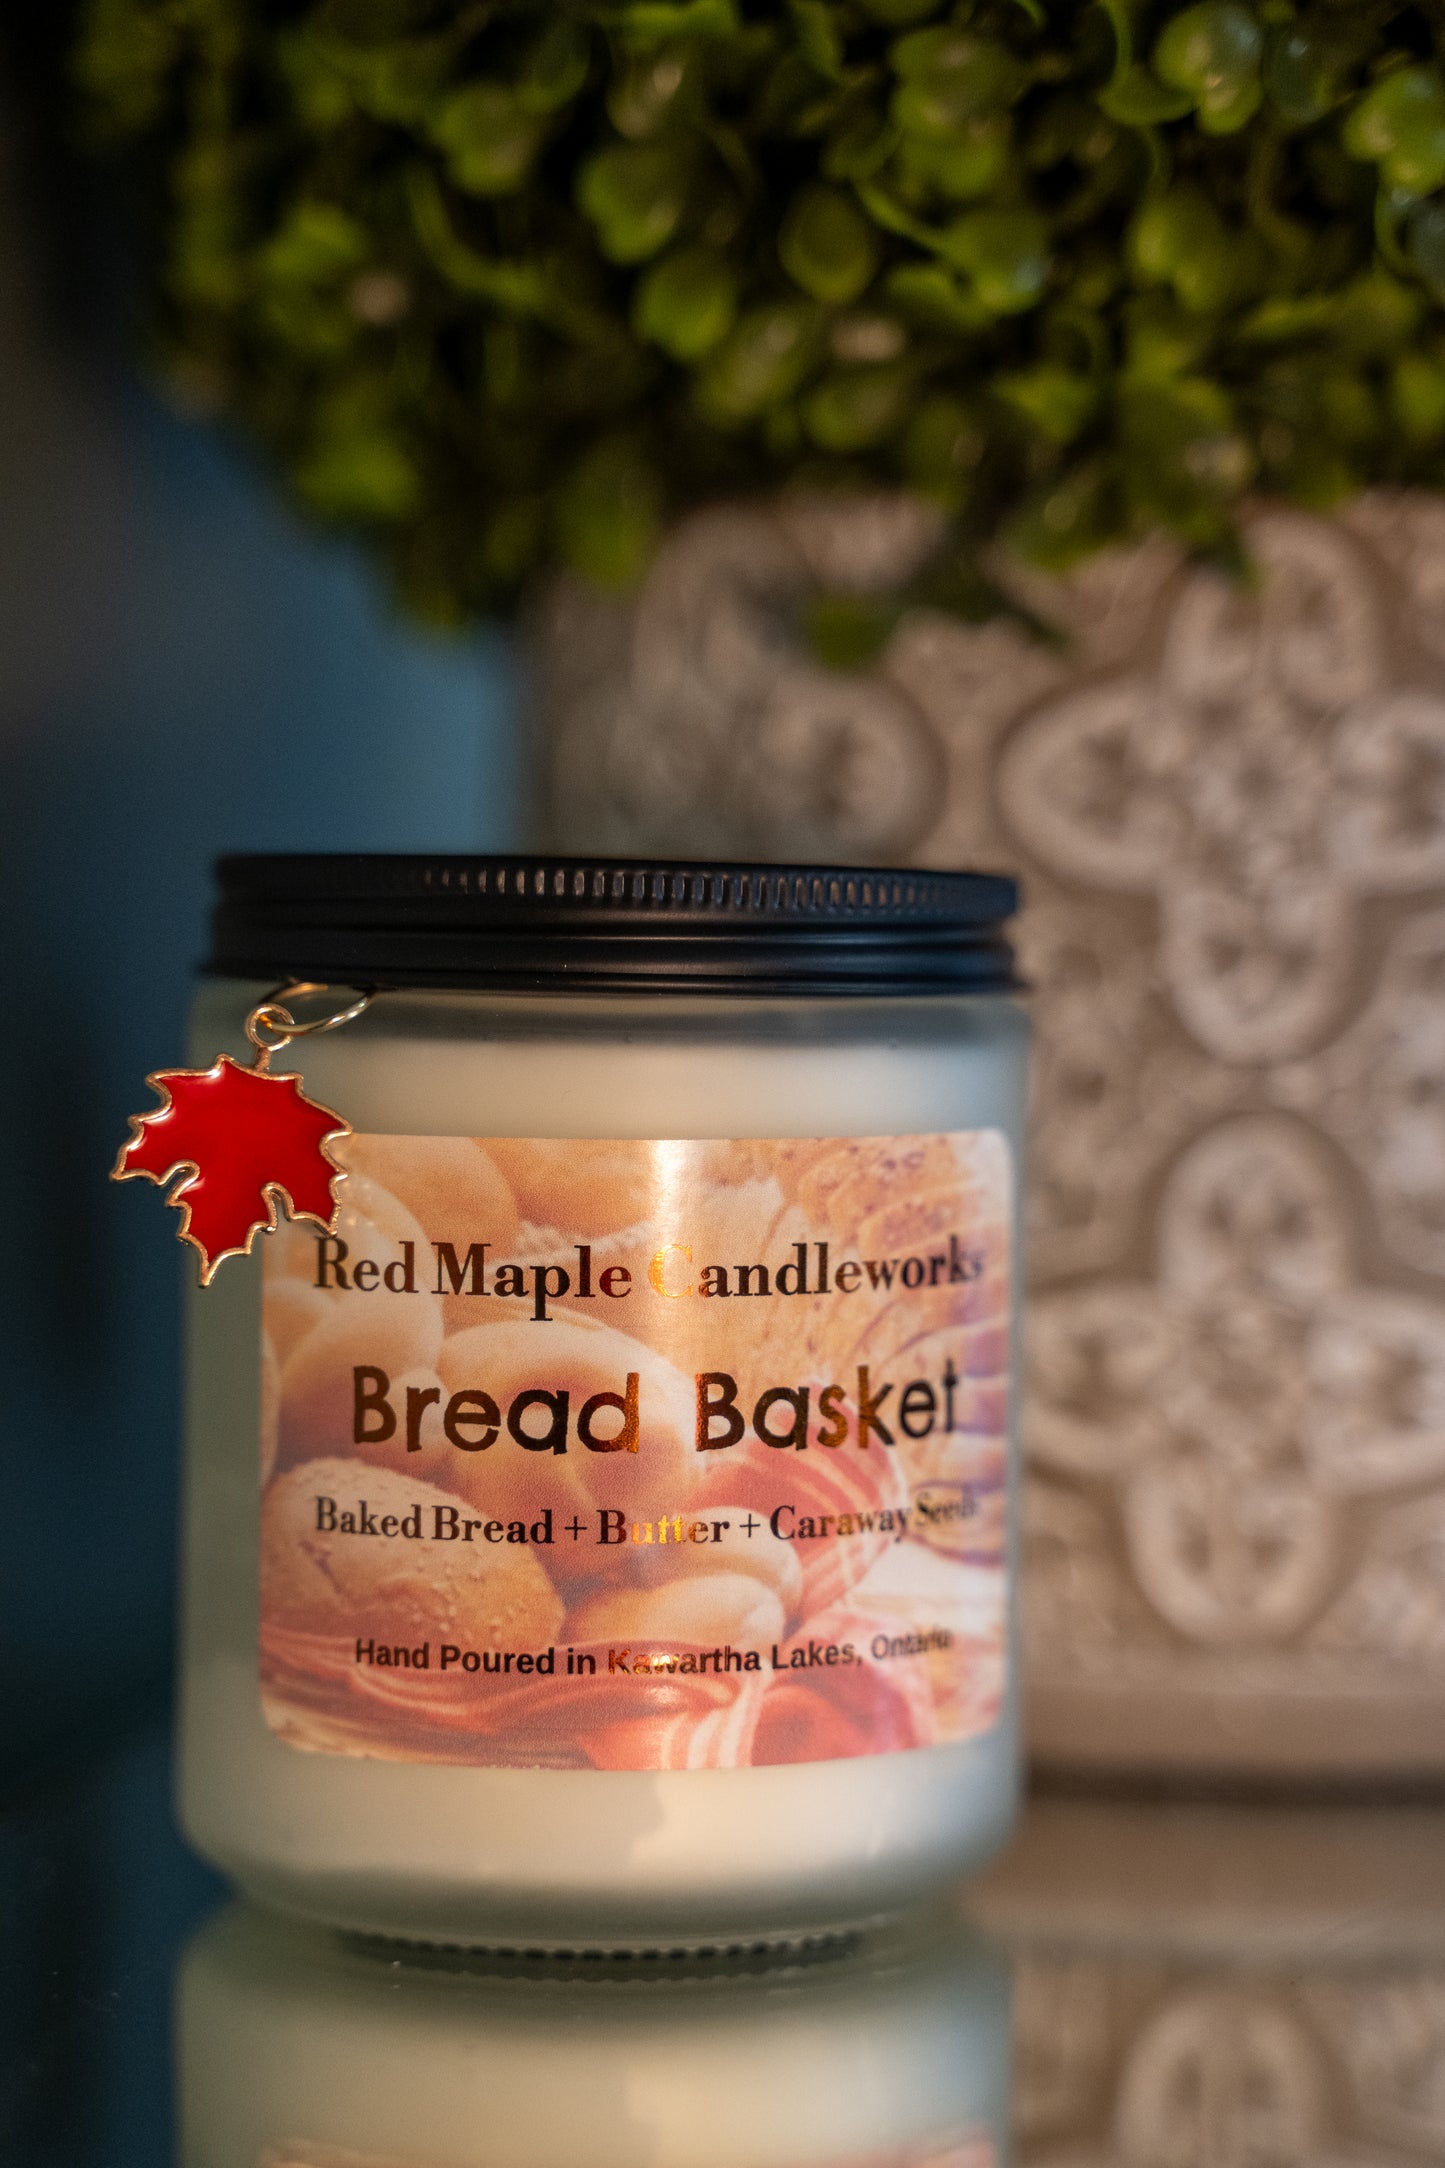 Red Maple Candleworks
Bread Basket
Baked Bread + Butter + Caraway Seeds
Hand Poured in Kawartha Lakes, Ontario